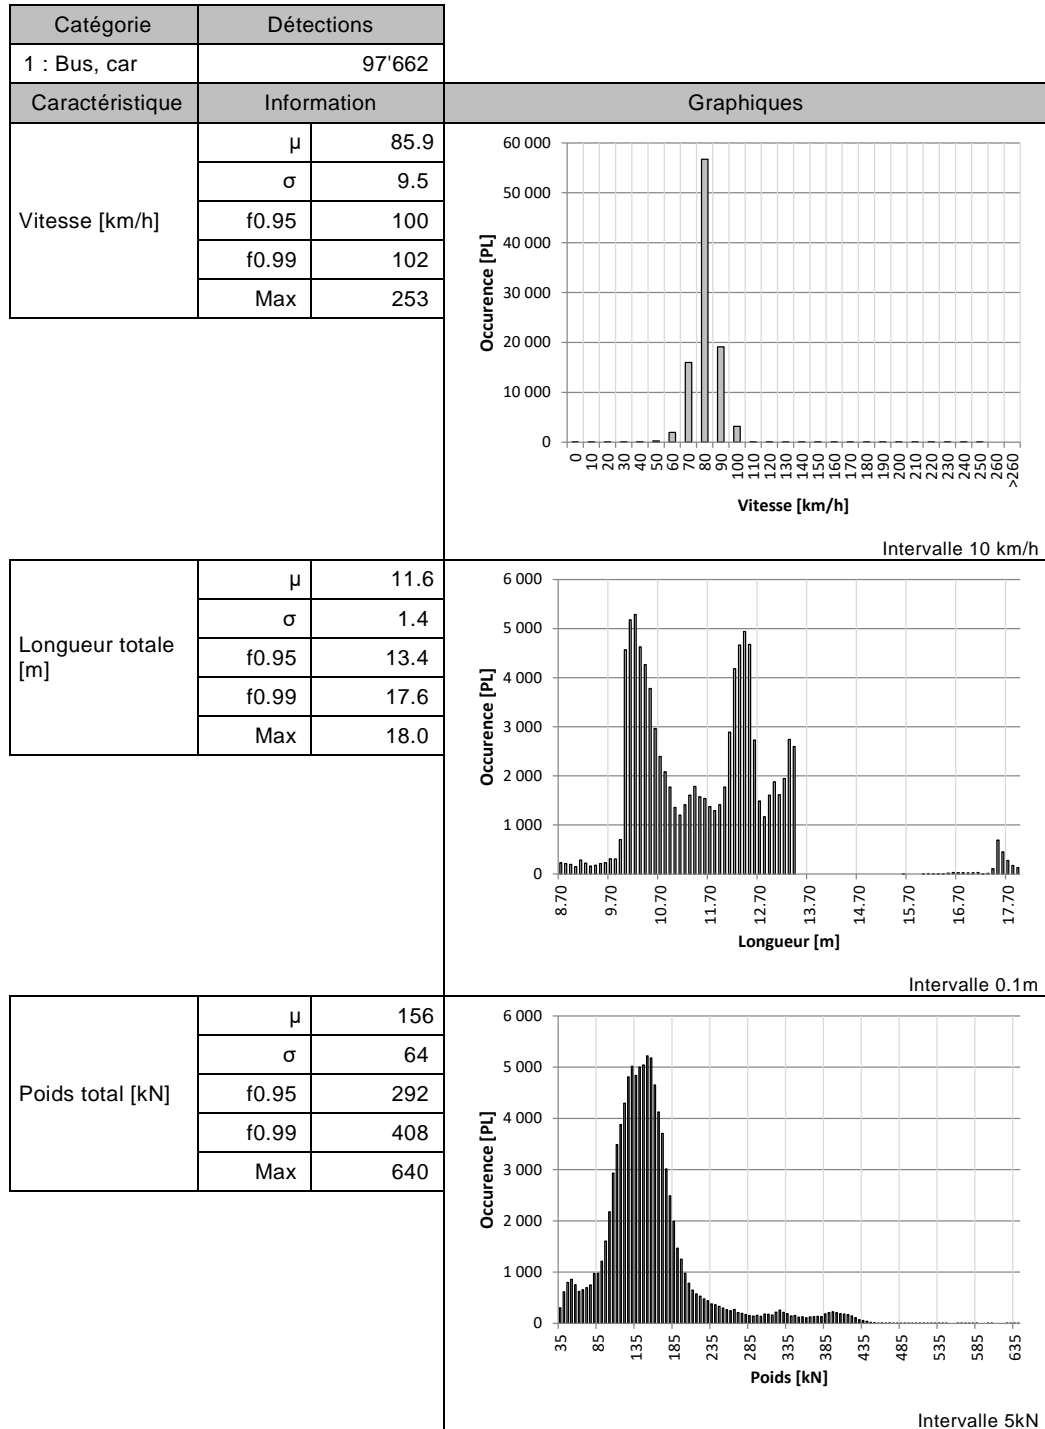 Catégorie Détections
1 : Bus, car 97'662
Caractéristique Information Graphiques
Vitesse [km/h]
µ 85.9
σ 9.5
f0.95 100
f0.99 102
Max 253
Occurence [PL]
60 000
50 000
40 000
30 000
20 000
10 000
0
0 10 20 30 40 50 60 70 80 90 100 110 120 130 140 150 160 170 180 190 200 210 220 230 240 250 260 >260
Vitesse [km/h]
Intervalle 10 km/h
Longueur totale
[m]
µ 11.6
σ 1.4
f0.95 13.4
f0.99 17.6
Max 18.0
Occurence [PL]
6 000
5 000
4 000
3 000
2 000
1 000
0
8.70 9.70 10.70 11.70 12.70 13.70 14.70 15.70 16.70 17.70
Longueur [m]
Intervalle 0.1m
Poids total [kN]
µ 156
σ 64
f0.95 292
f0.99 408
Max 640
Occurence [PL]
6 000
5 000
4 000
3 000
2 000
1 000
0
35 85 135 185 235 285 335 385 435 485 535 585 635
Poids [kN]
Intervalle 5kN